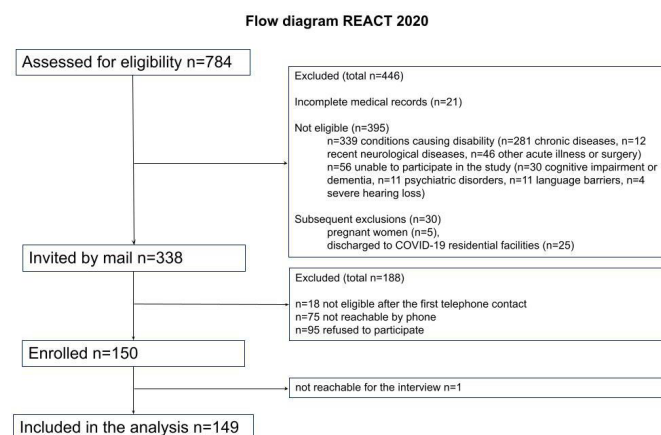 Flow diagram REACT 2020
Assessed for eligibility n=784
Excluded (total n=446)
Incomplete medical records (n=21)
Not eligible (n=395)
n=339 conditions causing disability (n=281 chronic diseases, n=12
recent neurological diseases, n=46 other acute illness or surgery)
n=56 unable to participate in the study (n=30 cognitive impairment or
dementia, n=11 psychiatric disorders, n=11 language barriers, n=4
severe hearing loss)
Subsequent exclusions (n=30)
pregnant women (n=5),
discharged to COVID-19 residential facilities (n=25)
Invited by mail n=338
Excluded (total n=188)
n=18 not eligible after the first telephone contact
n=75 not reachable by phone
n=95 refused to participate
Enrolled n=150
not reachable for the interview n=1
Included in the analysis n=149